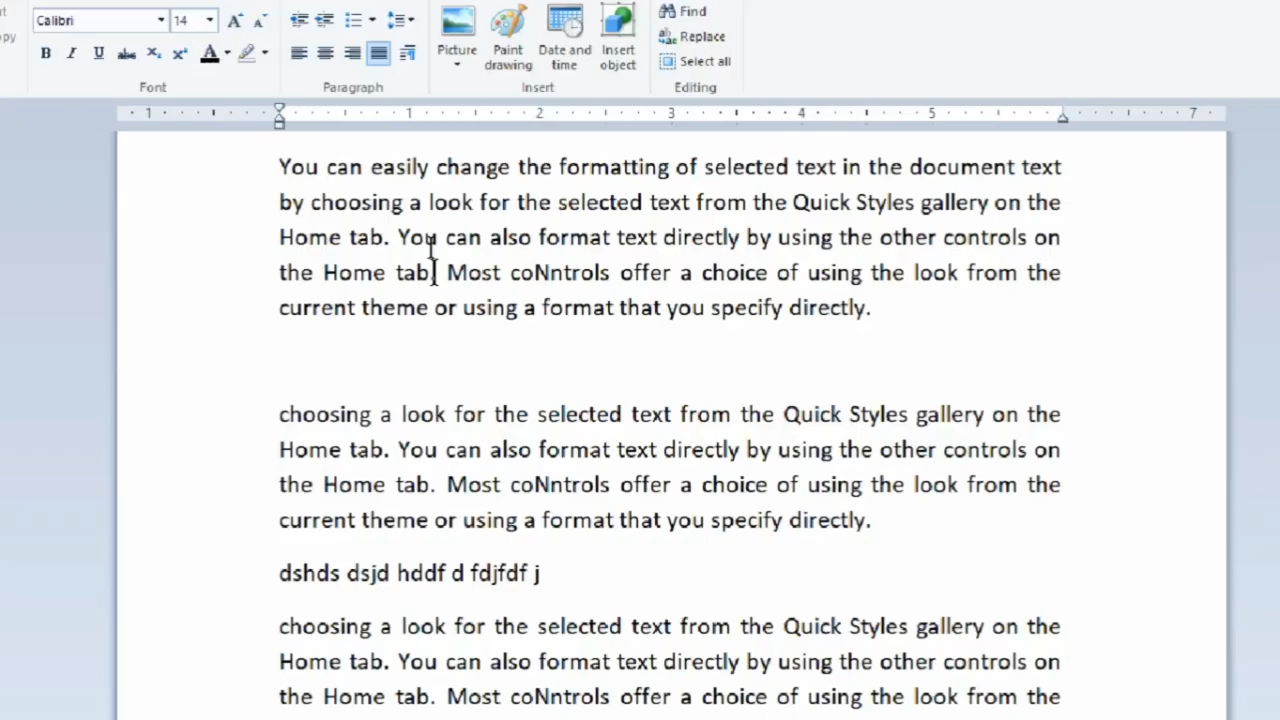 Calibri 14 A A
B I U abc X₂ X² A
Font
Paragraph
Picture
Paint drawing
Date and time
Insert object
Insert
Find
Replace
Select all
Editing
1 1 2 3 4 5 7
You can easily change the formatting of selected text in the document text
by choosing a look for the selected text from the Quick Styles gallery on the
Home tab. You can also format text directly by using the other controls on
the Home tab. Most coNntrols offer a choice of using the look from the
current theme or using a format that you specify directly.
choosing a look for the selected text from the Quick Styles gallery on the
Home tab. You can also format text directly by using the other controls on
the Home tab. Most coNntrols offer a choice of using the look from the
current theme or using a format that you specify directly.
dshds dsjd hddf d fdjfdf j
choosing a look for the selected text from the Quick Styles gallery on the
Home tab. You can also format text directly by using the other controls on
the Home tab. Most coNntrols offer a choice of using the look from the